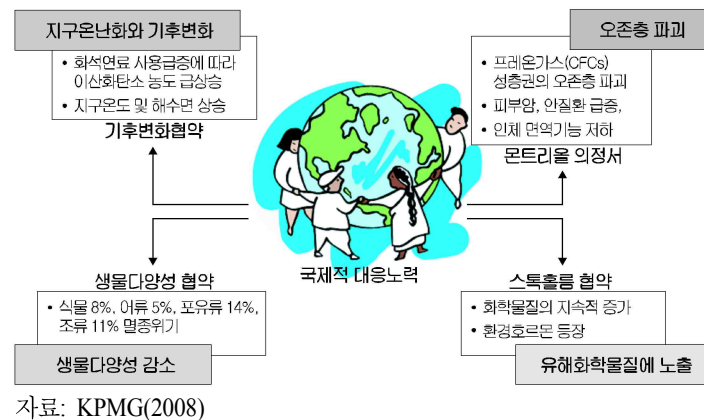 지구온난화와 기후변화
• 화석연료 사용급증에 따라
이산화탄소 농도 급상승
• 지구온도 및 해수면 상승
기후변화협약
오존층 파괴
• 프레온가스(CFCs)
성층권의 오존층 파괴
• 피부암, 안질환 급증,
• 인체 면역기능 저하
몬트리올 의정서
국제적 대응노력
생물다양성 협약
• 식물 8%, 어류 5%, 포유류 14%,
조류 11% 멸종위기
생물다양성 감소
스톡홀름 협약
• 화학물질의 지속적 증가
• 환경호르몬 등장
유해화학물질에 노출
자료: KPMG(2008)